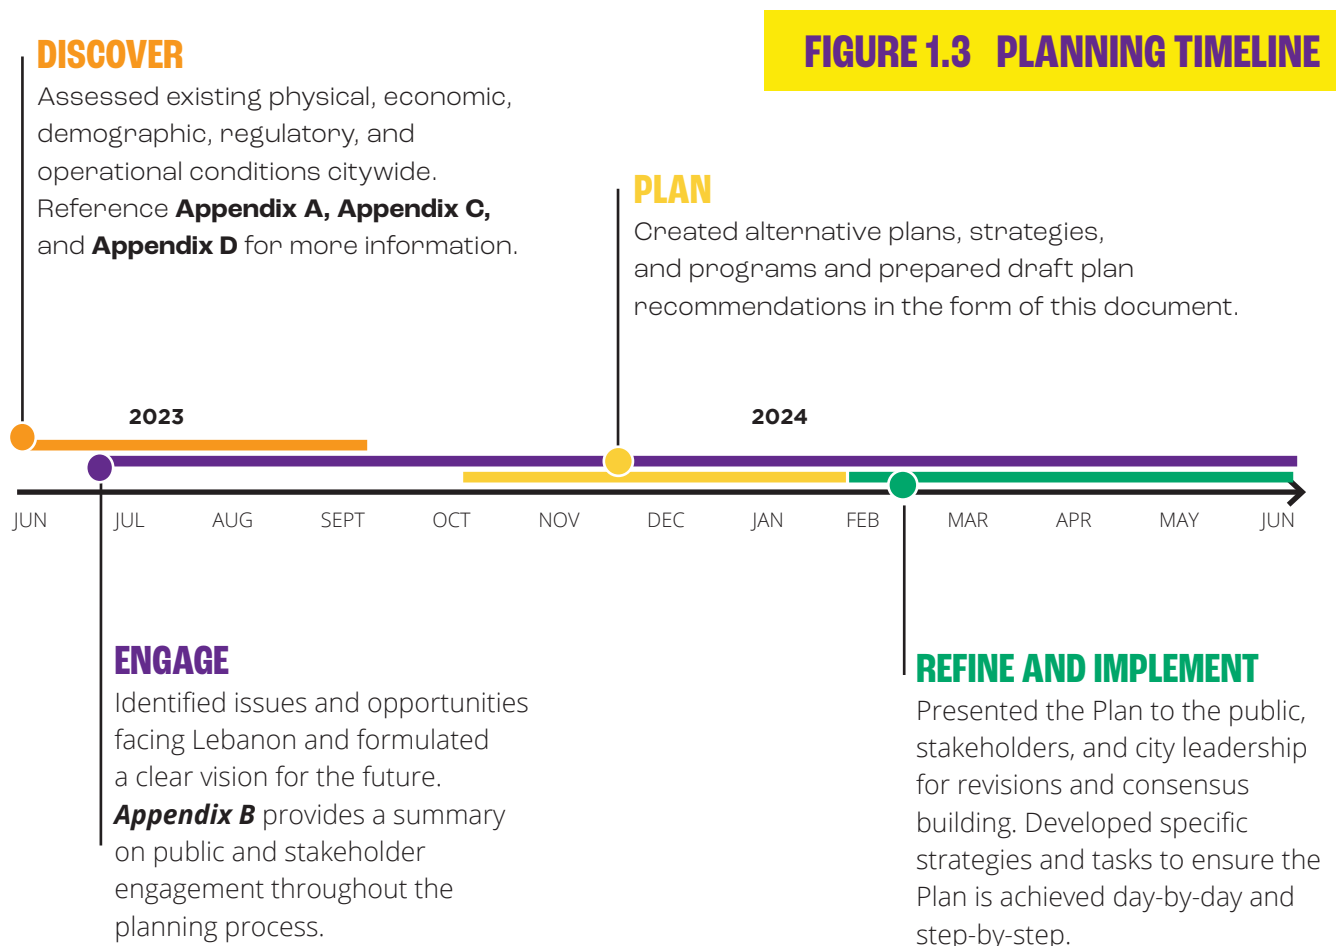 FIGURE 1.3 PLANNING TIMELINE
DISCOVER
Assessed existing physical, economic,
demographic, regulatory, and
operational conditions citywide.
Reference Appendix A, Appendix C,
and Appendix D for more information.
PLAN
Created alternative plans, strategies,
and programs and prepared draft plan
recommendations in the form of this document.
2023
2024
JUN JUL AUG SEPT OCT NOV DEC JAN FEB MAR APR MAY JUN
ENGAGE
Identified issues and opportunities
facing Lebanon and formulated
a clear vision for the future.
Appendix B provides a summary
on public and stakeholder
engagement throughout the
planning process.
REFINE AND IMPLEMENT
Presented the Plan to the public,
stakeholders, and city leadership
for revisions and consensus
building. Developed specific
strategies and tasks to ensure the
Plan is achieved day-by-day and
step-by-step.